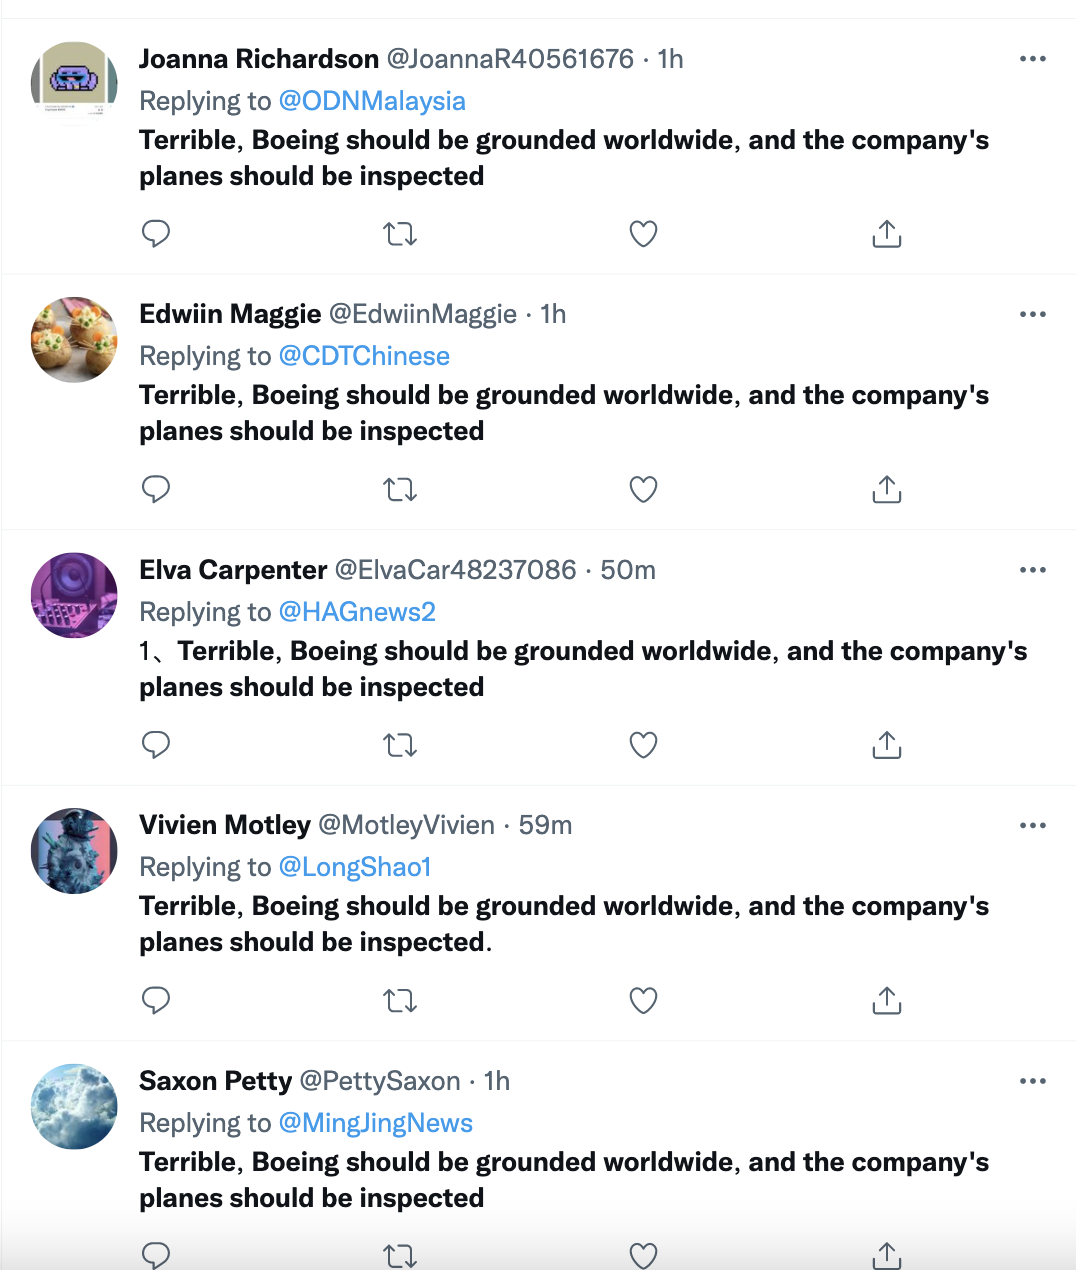 Joanna Richardson @JoannaR40561676 · 1h
Replying to @ODNMalaysia
Terrible, Boeing should be grounded worldwide, and the company's
planes should be inspected
Edwiin Maggie @EdwiinMaggie · 1h
Replying to @CDTChinese
Terrible, Boeing should be grounded worldwide, and the company's
planes should be inspected
Elva Carpenter @ElvaCar48237086 · 50m
Replying to @HAGnews2
1、Terrible, Boeing should be grounded worldwide, and the company's
planes should be inspected
Vivien Motley @MotleyVivien · 59m
Replying to @LongShao1
Terrible, Boeing should be grounded worldwide, and the company's
planes should be inspected.
Saxon Petty @PettySaxon · 1h
Replying to @MingJingNews
Terrible, Boeing should be grounded worldwide, and the company's
planes should be inspected